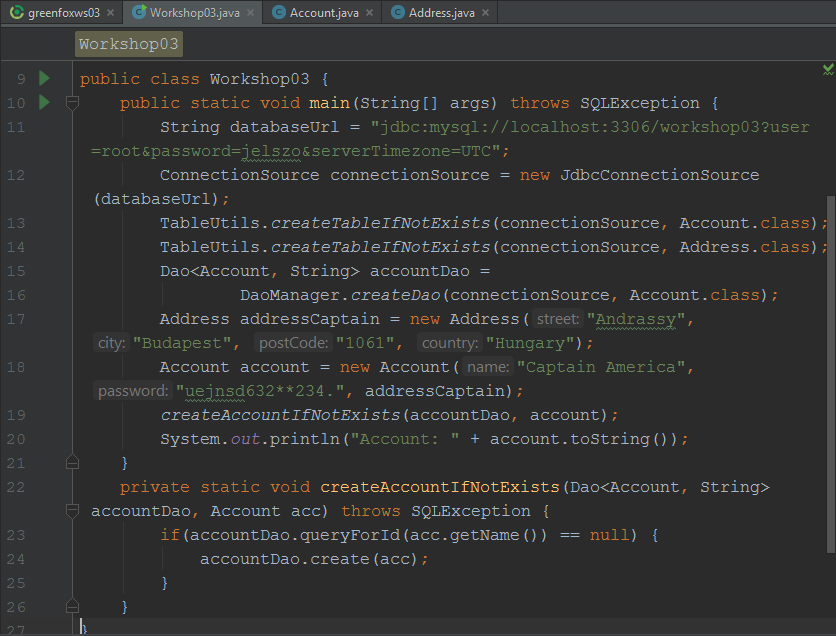 greenfoxws03 × Workshop03.java × Account.java × Address.java ×
Workshop03
9 public class Workshop03 {
10 public static void main(String[] args) throws SQLException {
11 String databaseUrl = "jdbc:mysql://localhost:3306/workshop03?user
=root&password=jelszo&serverTimezone=UTC";
12 ConnectionSource connectionSource = new JdbcConnectionSource
(databaseUrl);
13 TableUtils.createTableIfNotExists(connectionSource, Account.class);
14 TableUtils.createTableIfNotExists(connectionSource, Address.class);
15 Dao<Account, String> accountDao =
16 DaoManager.createDao(connectionSource, Account.class);
17 Address addressCaptain = new Address( street: "Andrassy",
city: "Budapest", postCode: "1061", country: "Hungary");
18 Account account = new Account( name: "Captain America",
password: "uejnsd632**234.", addressCaptain);
19 createAccountIfNotExists(accountDao, account);
20 System.out.println("Account: " + account.toString());
21 }
22 private static void createAccountIfNotExists(Dao<Account, String>
accountDao, Account acc) throws SQLException {
23 if(accountDao.queryForId(acc.getName()) == null) {
24 accountDao.create(acc);
25 }
26 }
27 }